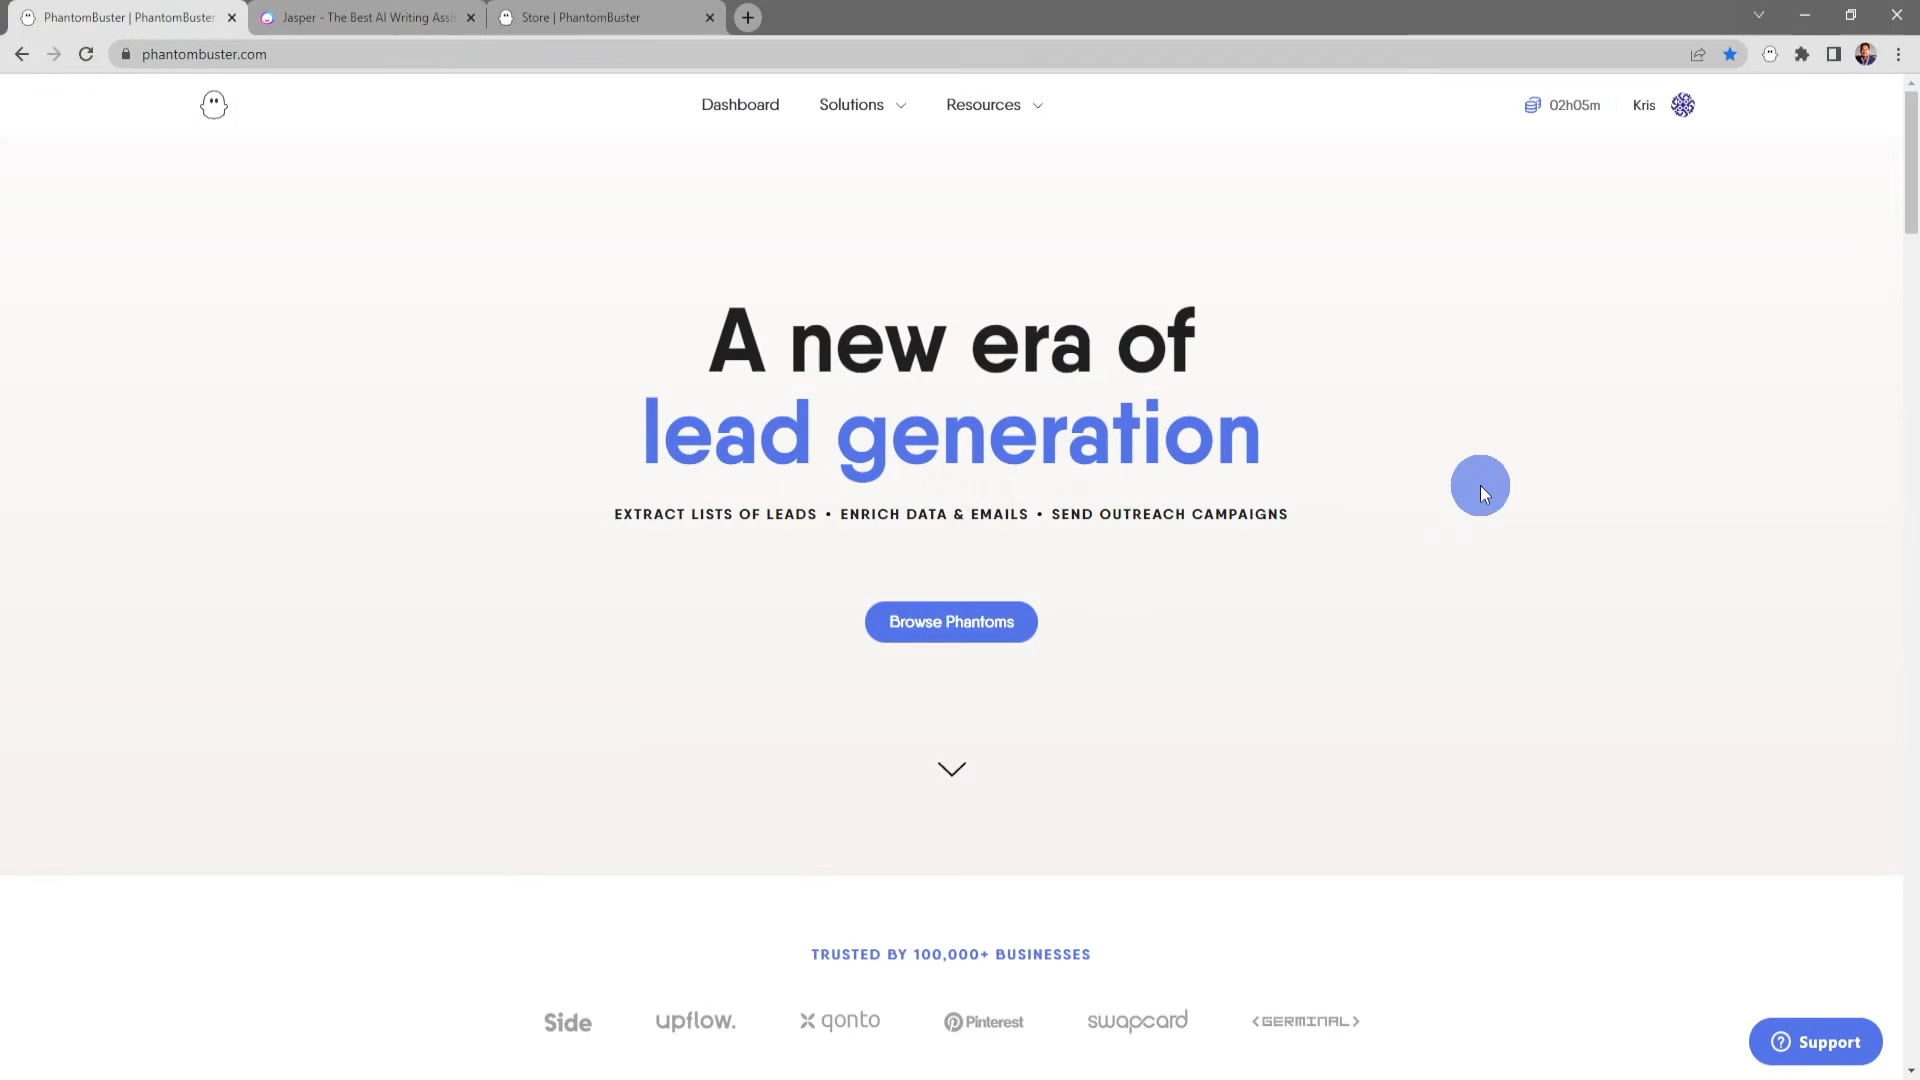 PhantomBuster | PhantomBuster
Jasper - The Best AI Writing Assis
Store | PhantomBuster
phantombuster.com
Dashboard
Solutions
Resources
02h05m
Kris
A new era of
lead generation
EXTRACT LISTS OF LEADS • ENRICH DATA & EMAILS • SEND OUTREACH CAMPAIGNS
Browse Phantoms
TRUSTED BY 100,000+ BUSINESSES
Side
upflow.
qonto
Pinterest
swapcard
<GERMINAL>
Support